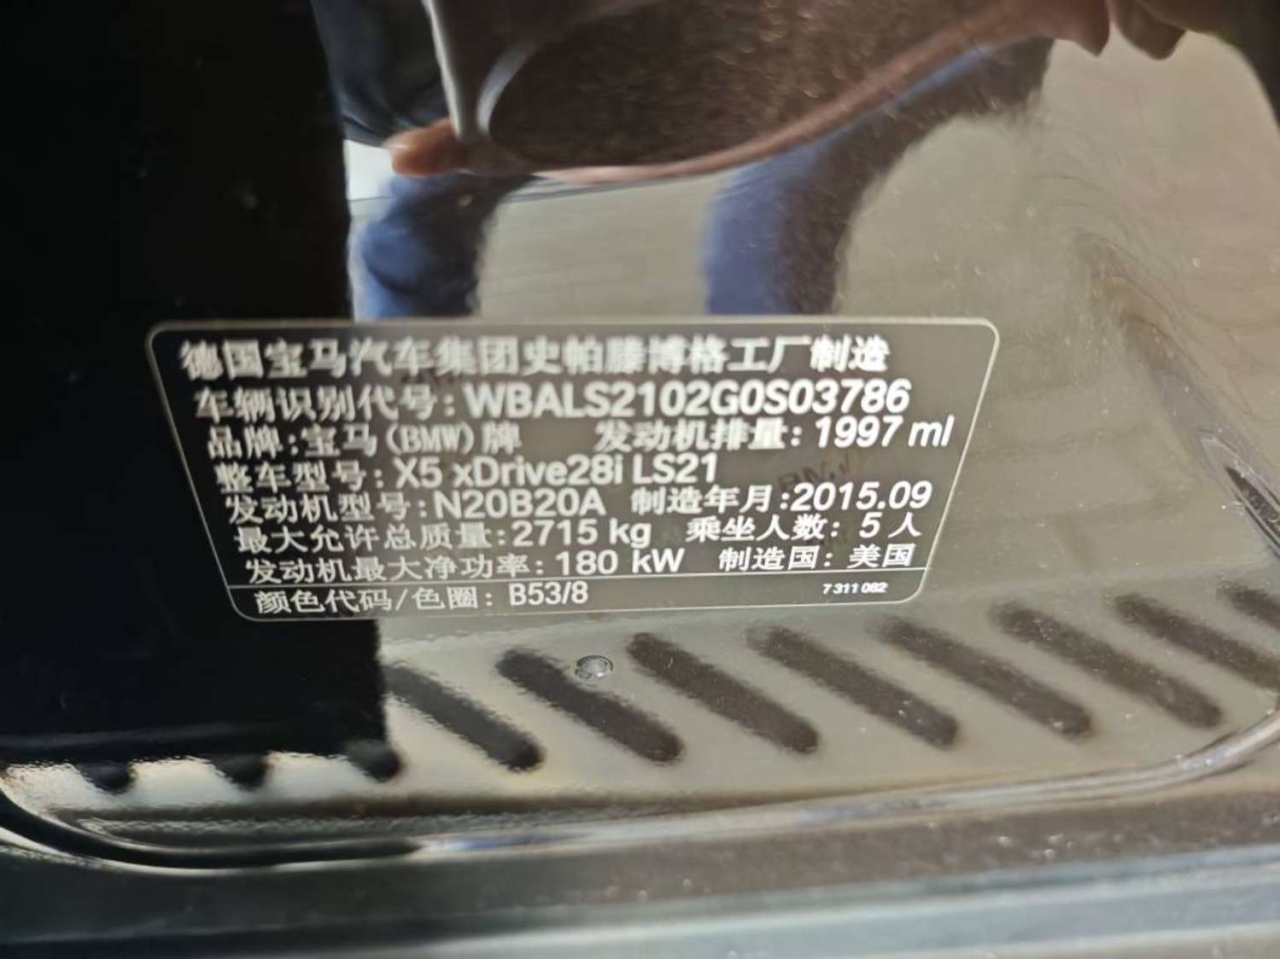 德国宝马汽车集团史帕滕博格工厂制造
车辆识别代号: WBALS2102G0S03786
品牌: 宝马(BMW)牌 发动机排量: 1997 ml
整车型号: X5 xDrive28i LS21
发动机型号: N20B20A 制造年月:2015.09
最大允许总质量: 2715 kg 乘坐人数: 5 人
发动机最大净功率: 180 kW 制造国: 美国
颜色代码/色圈: B53/8 7 311 082